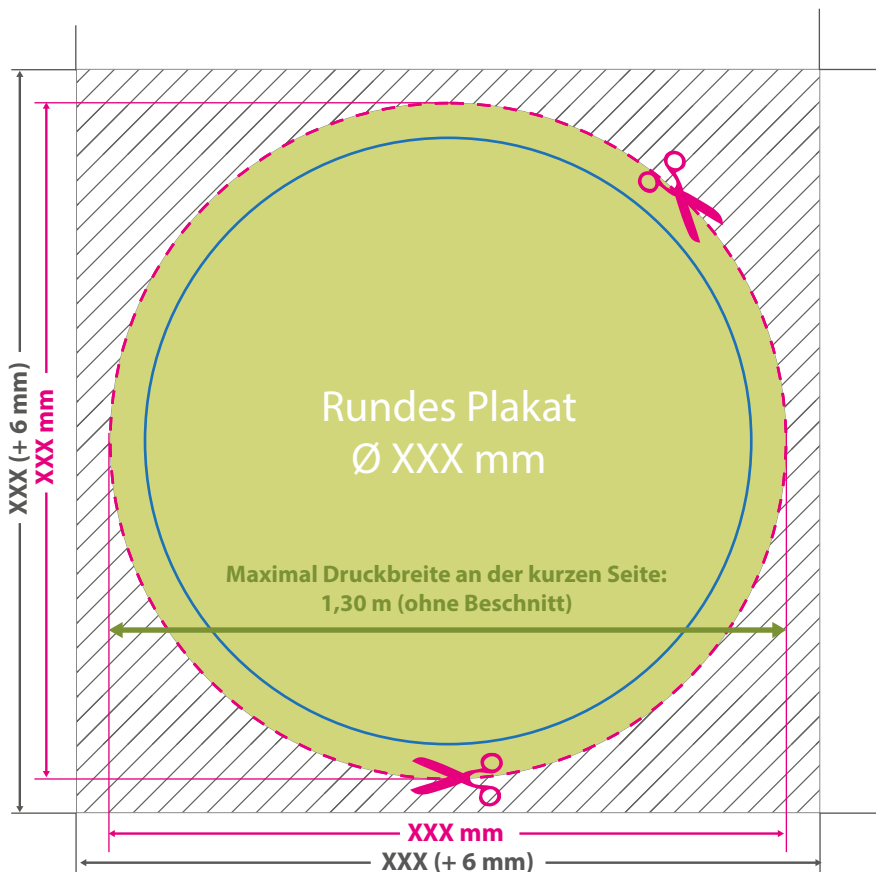 XXX (+ 6 mm)
XXX mm
Rundes Plakat
Ø XXX mm
Maximal Druckbreite an der kurzen Seite:
1,30 m (ohne Beschnitt)
XXX mm
XXX (+ 6 mm)